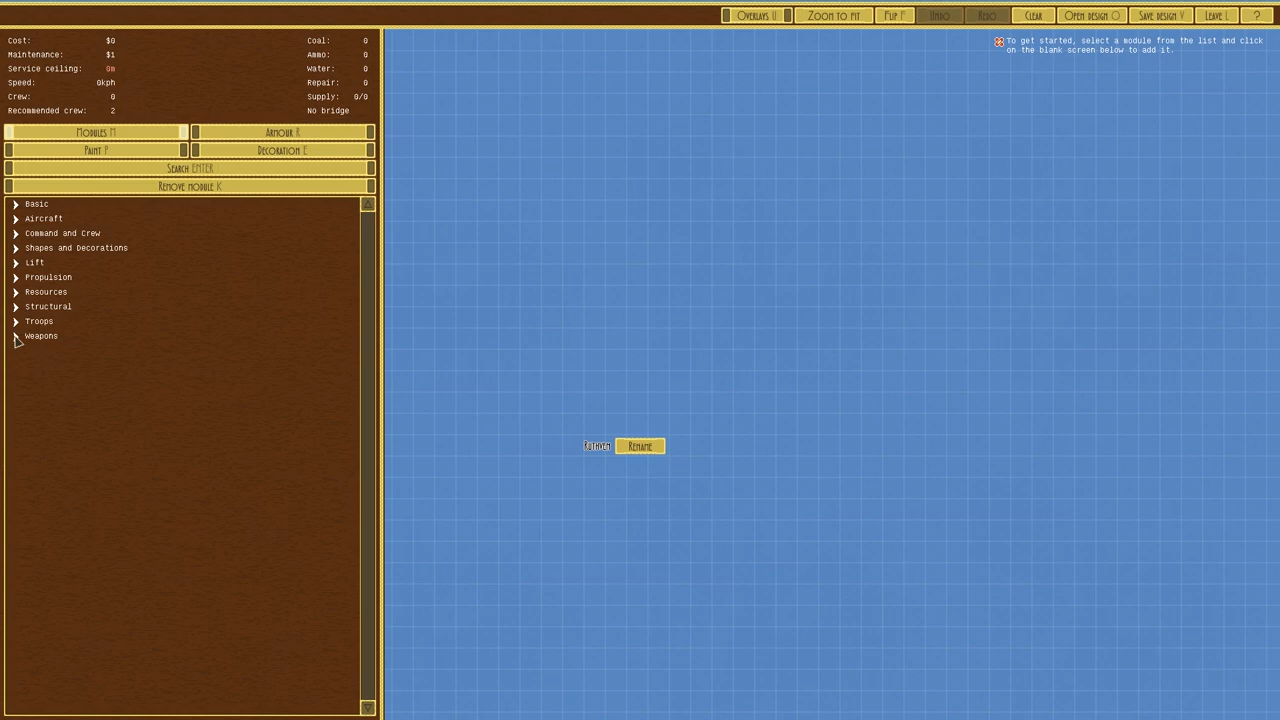 Overlays U Zoom to fit Flip F Undo Redo Clear Open design O Save design V Leave L ?
Cost: $0 Coal: 0
Maintenance: $1 Ammo: 0
Service ceiling: 0m Water: 0
Speed: 0kph Repair: 0
Crew: 0 Supply: 0/0
Recommended crew: 2 No bridge
To get started, select a module from the list and click
on the blank screen below to add it.
Modules M Armour R
Paint P Decoration E
Search ENTER
Remove module K
Basic
Aircraft
Command and Crew
Shapes and Decorations
Lift
Propulsion
Resources
Structural
Troops
Weapons
Ruthven Rename